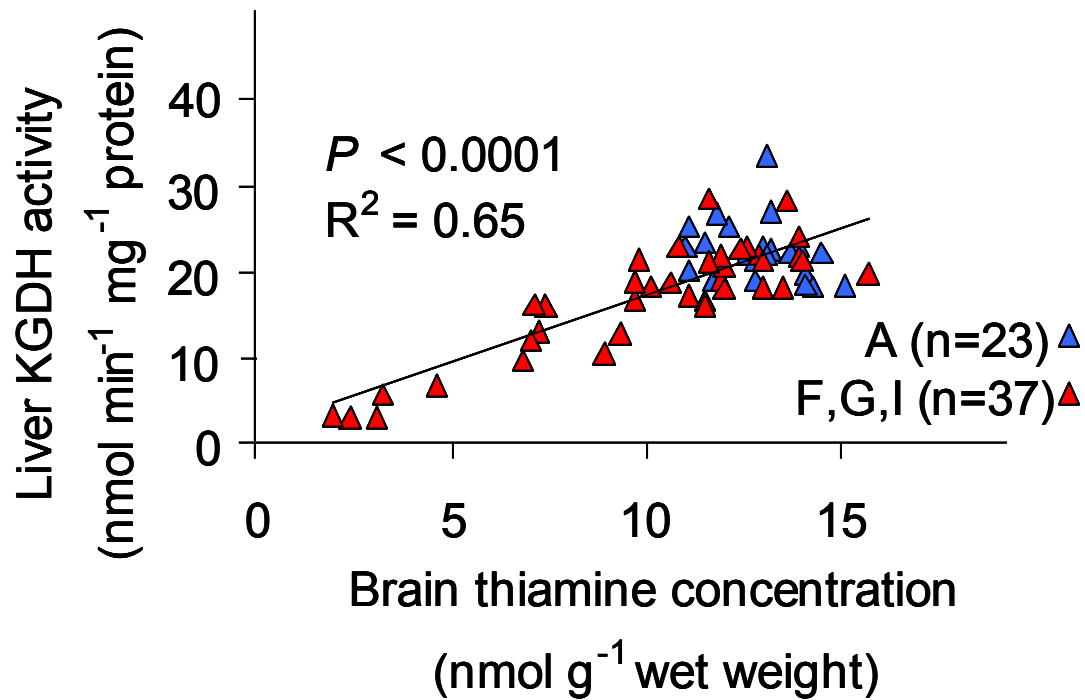 Liver KGDH activity
(nmol min⁻¹ mg⁻¹ protein)
40
30
20
10
0
P < 0.0001
R² = 0.65
A (n=23)
F,G,I (n=37)
0 5 10 15
Brain thiamine concentration
(nmol g⁻¹ wet weight)